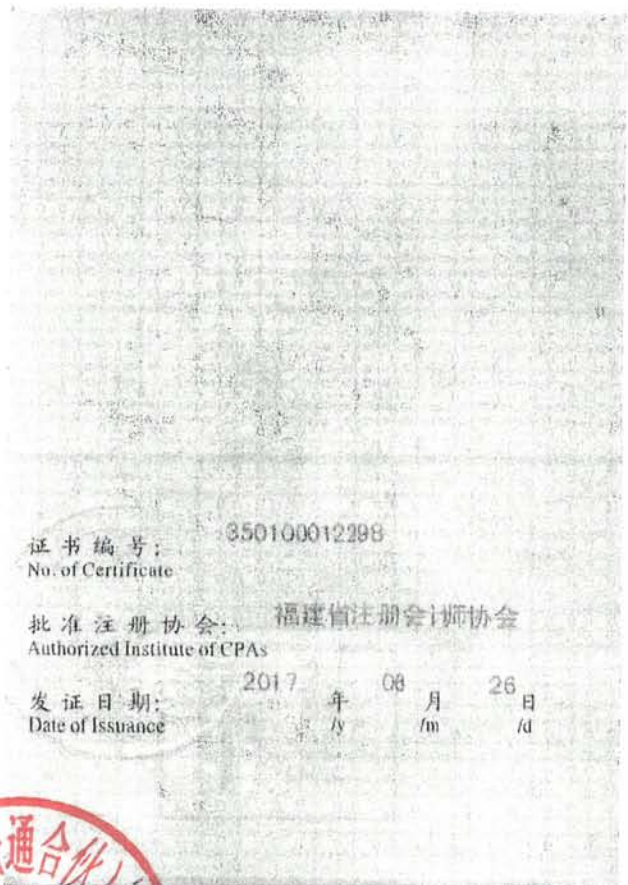 证书编号: 350100012298
No. of Certificate
批准注册协会: 福建省注册会计师协会
Authorized Institute of CPAs
发证日期: 2017 年 08 月 26 日
Date of Issuance /y /m /d
通合伙